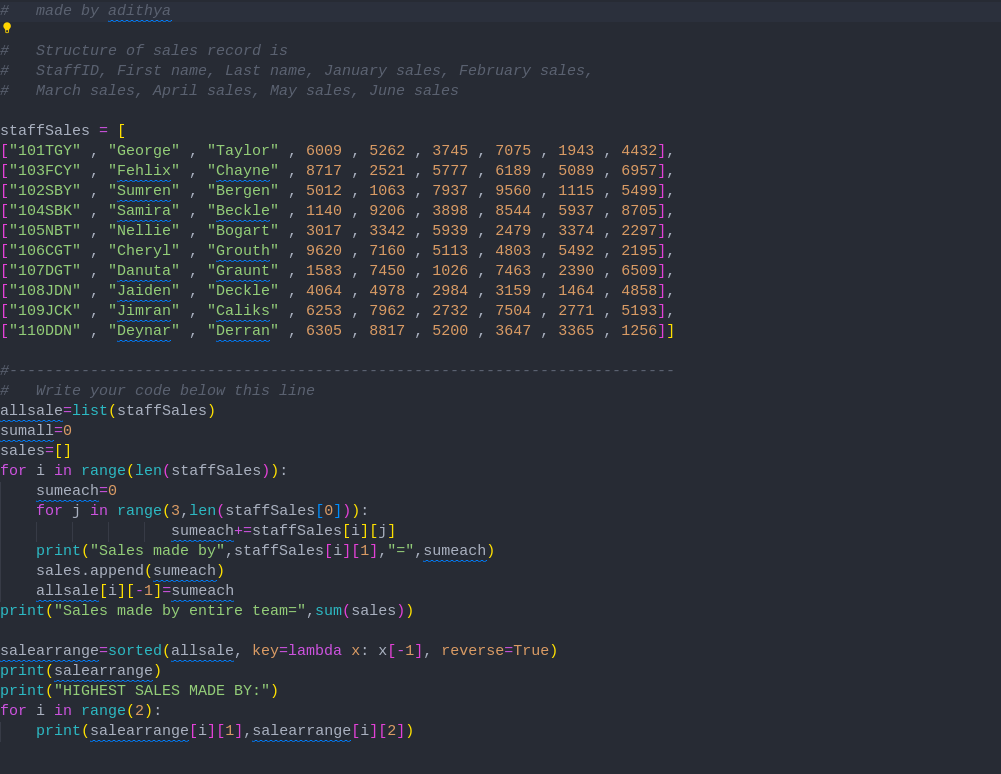 #   made by adithya
#   Structure of sales record is
#   StaffID, First name, Last name, January sales, February sales,
#   March sales, April sales, May sales, June sales
staffSales = [
["101TGY" , "George" , "Taylor" , 6009 , 5262 , 3745 , 7075 , 1943 , 4432],
["103FCY" , "Fehlix" , "Chayne" , 8717 , 2521 , 5777 , 6189 , 5089 , 6957],
["102SBY" , "Sumren" , "Bergen" , 5012 , 1063 , 7937 , 9560 , 1115 , 5499],
["104SBK" , "Samira" , "Beckle" , 1140 , 9206 , 3898 , 8544 , 5937 , 8705],
["105NBT" , "Nellie" , "Bogart" , 3017 , 3342 , 5939 , 2479 , 3374 , 2297],
["106CGT" , "Cheryl" , "Grouth" , 9620 , 7160 , 5113 , 4803 , 5492 , 2195],
["107DGT" , "Danuta" , "Graunt" , 1583 , 7450 , 1026 , 7463 , 2390 , 6509],
["108JDN" , "Jaiden" , "Deckle" , 4064 , 4978 , 2984 , 3159 , 1464 , 4858],
["109JCK" , "Jimran" , "Caliks" , 6253 , 7962 , 2732 , 7504 , 2771 , 5193],
["110DDN" , "Deynar" , "Derran" , 6305 , 8817 , 5200 , 3647 , 3365 , 1256]]
#--------------------------------------------------------------------------
#   Write your code below this line
allsale=list(staffSales)
sumall=0
sales=[]
for i in range(len(staffSales)):
    sumeach=0
    for j in range(3,len(staffSales[0])):
                   sumeach+=staffSales[i][j]
    print("Sales made by",staffSales[i][1],"=",sumeach)
    sales.append(sumeach)
    allsale[i][-1]=sumeach
print("Sales made by entire team=",sum(sales))
salearrange=sorted(allsale, key=lambda x: x[-1], reverse=True)
print(salearrange)
print("HIGHEST SALES MADE BY:")
for i in range(2):
    print(salearrange[i][1],salearrange[i][2])